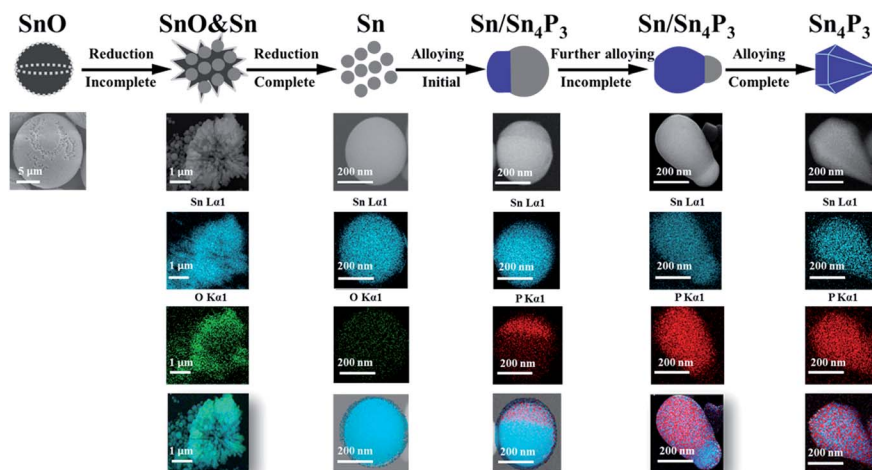 SnO SnO&Sn Sn Sn/Sn₄P₃ Sn/Sn₄P₃ Sn₄P₃
Reduction Reduction Alloying Further alloying Alloying
Incomplete Complete Initial Incomplete Complete
5 μm 1 μm 200 nm 200 nm 200 nm 200 nm
Sn Lα1 Sn Lα1 Sn Lα1 Sn Lα1 Sn Lα1
1 μm 200 nm 200 nm 200 nm 200 nm
O Kα1 O Kα1 P Kα1 P Kα1 P Kα1
1 μm 200 nm 200 nm 200 nm 200 nm
1 μm 200 nm 200 nm 200 nm 200 nm